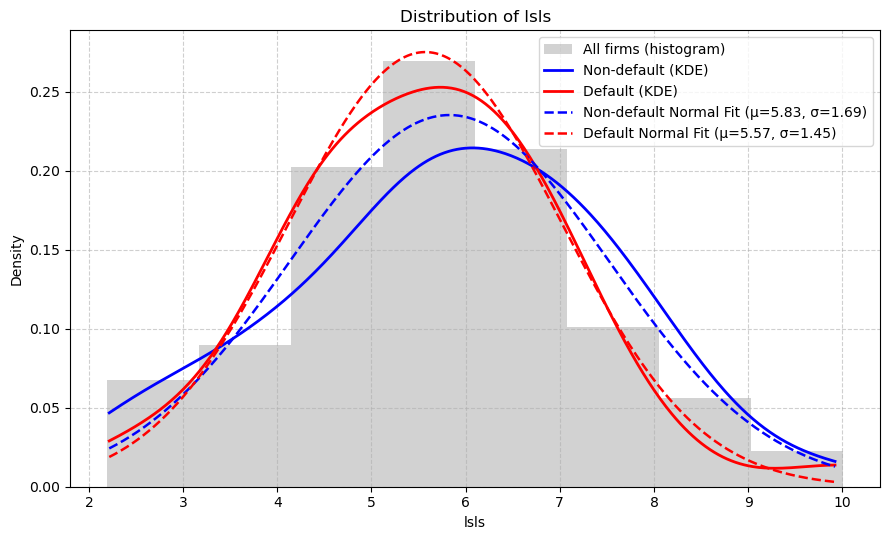 Distribution of lsls
All firms (histogram)
Non-default (KDE)
Default (KDE)
Non-default Normal Fit (μ=5.83, σ=1.69)
Default Normal Fit (μ=5.57, σ=1.45)
Density
0.25
0.20
0.15
0.10
0.05
0.00
2 3 4 5 6 7 8 9 10
lsls